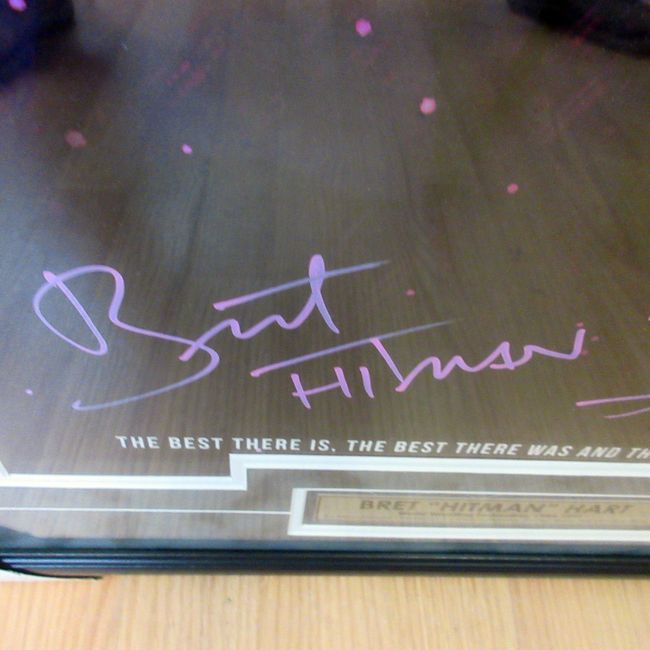 Bret
HITMAN
THE BEST THERE IS, THE BEST THERE WAS AND TH
BRET "HITMAN" HART